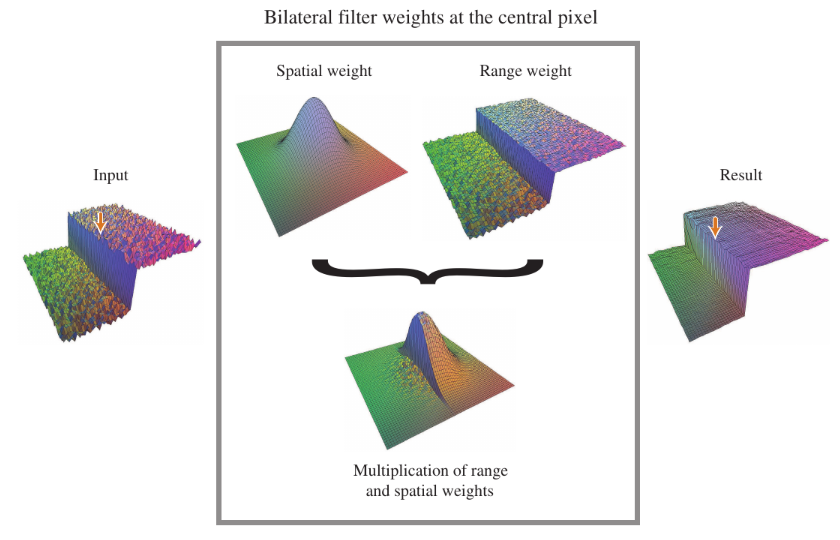 Bilateral filter weights at the central pixel
Spatial weight
Range weight
Input
Result
Multiplication of range
and spatial weights